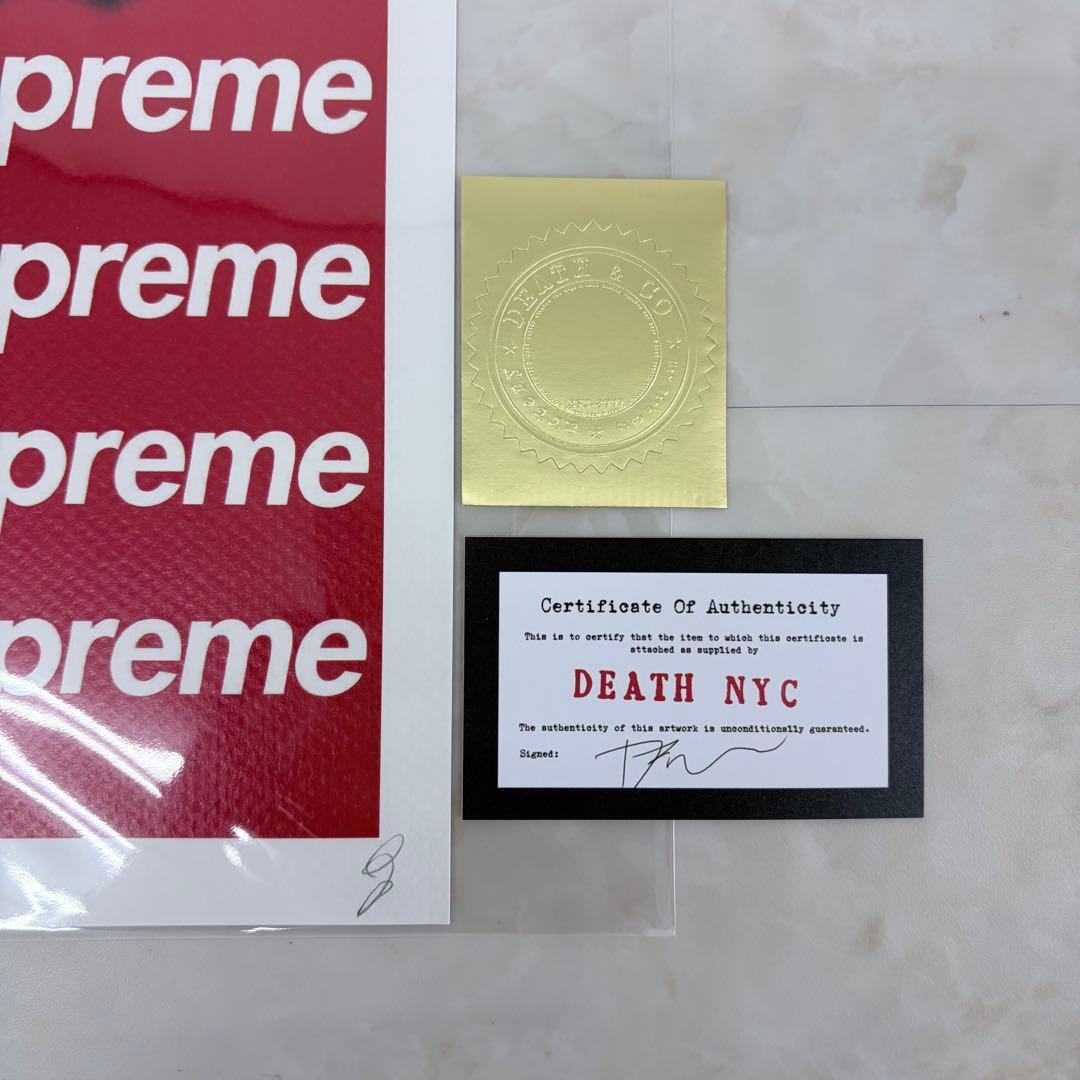 preme
preme
preme
preme
DEATH & CO
Certificate Of Authenticity
This is to certify that the item to which this certificate is
attached as supplied by
DEATH NYC
The authenticity of this artwork is unconditionally guaranteed.
Signed: